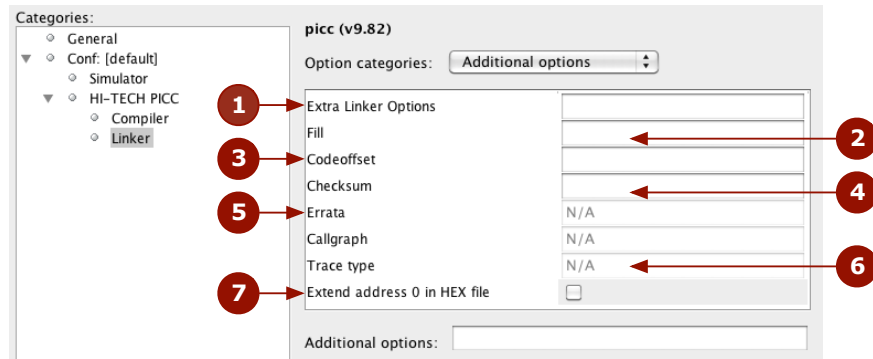 Categories:
General
Conf: [default]
Simulator
HI-TECH PICC
Compiler
Linker
picc (v9.82)
Option categories: Additional options
1 Extra Linker Options
Fill 2
3 Codeoffset
Checksum 4
5 Errata N/A
Callgraph N/A
Trace type N/A 6
7 Extend address 0 in HEX file
Additional options: